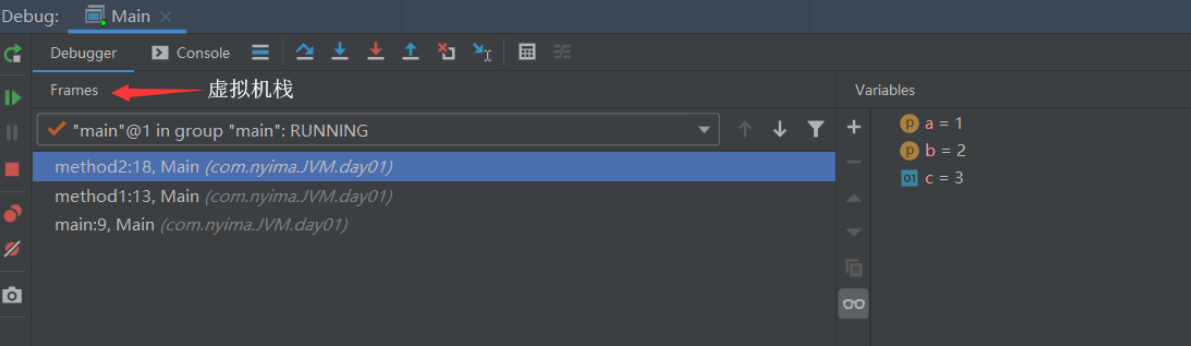 Debug: Main
Debugger Console
Frames 虚拟机栈 Variables
"main"@1 in group "main": RUNNING
method2:18, Main (com.nyima.JVM.day01)
method1:13, Main (com.nyima.JVM.day01)
main:9, Main (com.nyima.JVM.day01)
p a = 1
p b = 2
01 c = 3